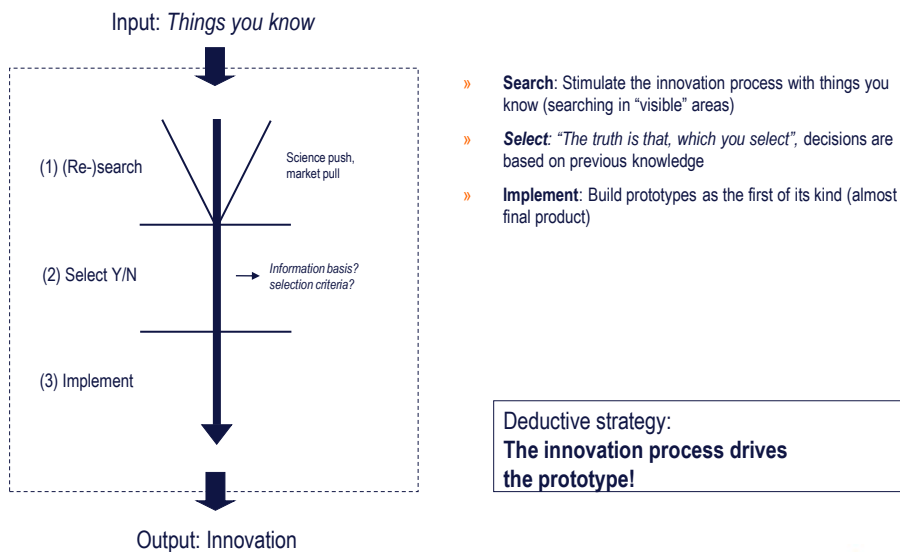 Input: Things you know
(1) (Re-)search
Science push,
market pull
(2) Select Y/N
Information basis?
selection criteria?
(3) Implement
Output: Innovation
» Search: Stimulate the innovation process with things you
know (searching in “visible” areas)
» Select: “The truth is that, which you select”, decisions are
based on previous knowledge
» Implement: Build prototypes as the first of its kind (almost
final product)
Deductive strategy:
The innovation process drives
the prototype!